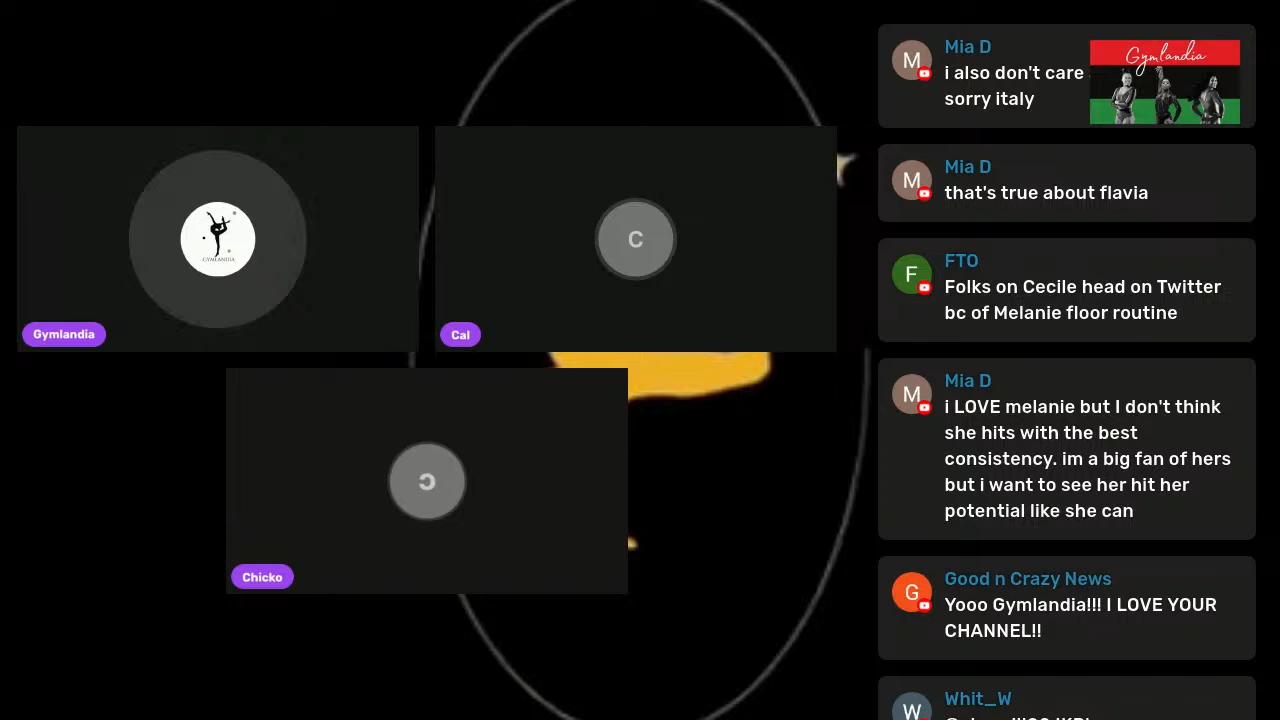 GYMLANDIA
Gymlandia
C
Cal
C
Chicko
M
Mia D
i also don't care
sorry italy
Gymlandia
M
Mia D
that's true about flavia
F
FTO
Folks on Cecile head on Twitter
bc of Melanie floor routine
M
Mia D
i LOVE melanie but I don't think
she hits with the best
consistency. im a big fan of hers
but i want to see her hit her
potential like she can
G
Good n Crazy News
Yooo Gymlandia!!! I LOVE YOUR
CHANNEL!!
W
Whit_W